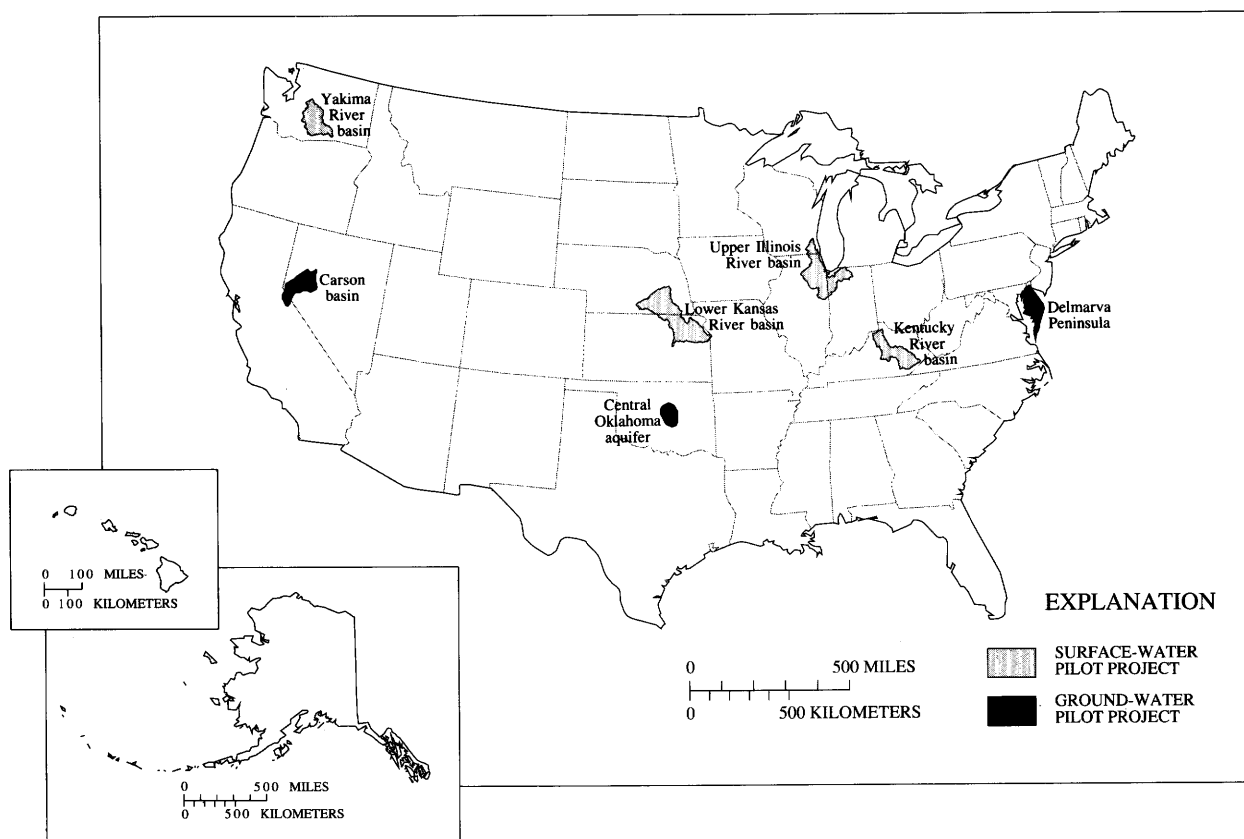 Yakima
River
basin
Upper Illinois
River basin
Carson
basin
Lower Kansas
River basin
Delmarva
Peninsula
Kentucky
River
basin
Central
Oklahoma
aquifer
0 100 MILES
0 100 KILOMETERS
EXPLANATION
SURFACE-WATER
PILOT PROJECT
GROUND-WATER
PILOT PROJECT
0 500 MILES
0 500 KILOMETERS
0 500 MILES
0 500 KILOMETERS